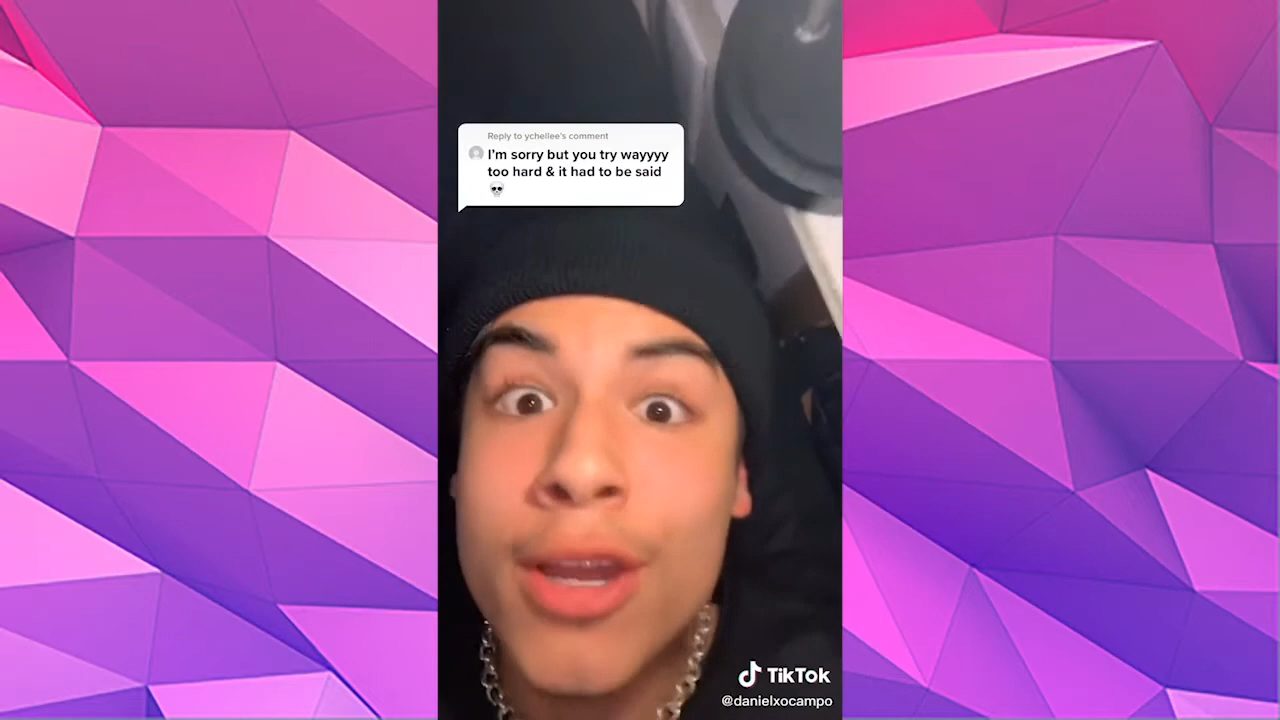 Reply to ychellee's comment
I'm sorry but you try wayyyy
too hard & it had to be said
💀
TikTok
@danielxocampo